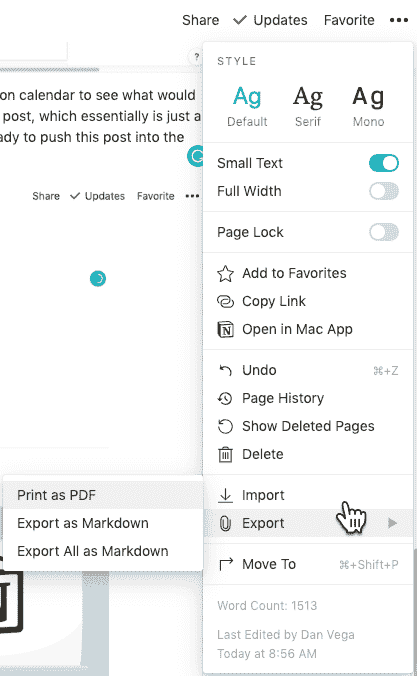 Share ✓ Updates Favorite •••
?
on calendar to see what would
post, which essentially is just a
ady to push this post into the
Share ✓ Updates Favorite •••
STYLE
Ag Ag Ag
Default Serif Mono
Small Text
Full Width
Page Lock
Add to Favorites
Copy Link
Open in Mac App
Undo ⌘+Z
Page History
Show Deleted Pages
Delete
Import
Export
Print as PDF
Export as Markdown
Export All as Markdown
Move To ⌘+Shift+P
Word Count: 1513
Last Edited by Dan Vega
Today at 8:56 AM